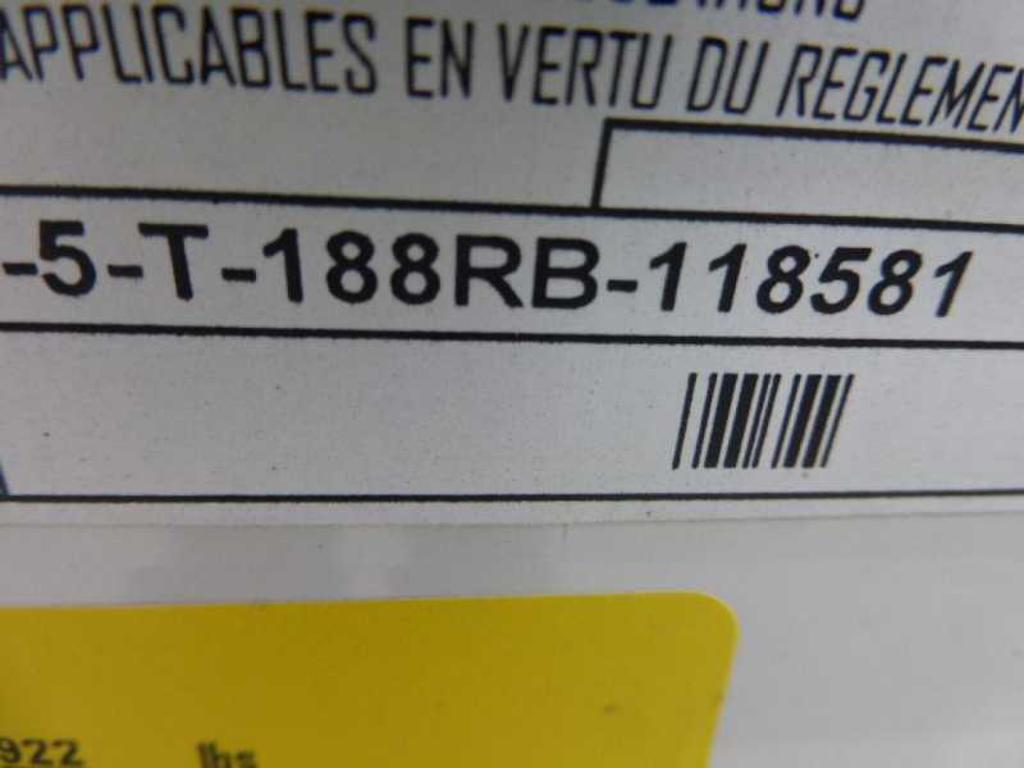 APPLICABLES EN VERTU DU REGLEMEN
-5-T-188RB-118581
922 lbs